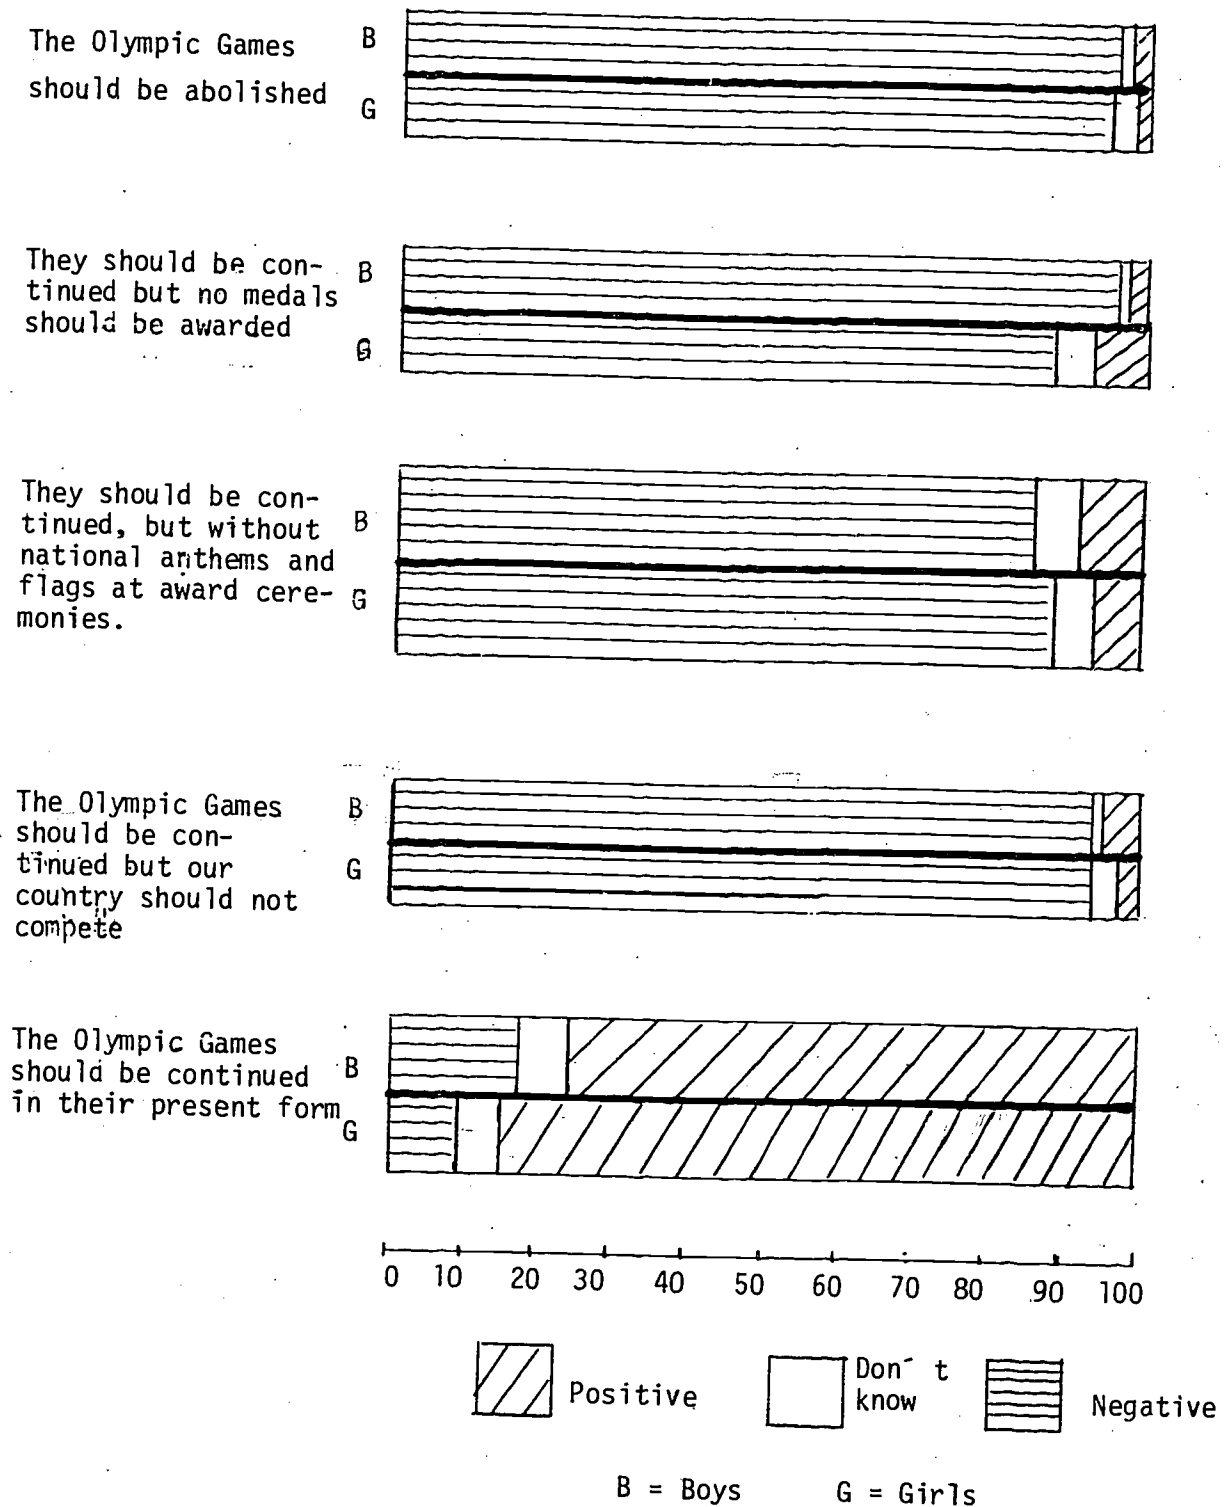 The Olympic Games
should be abolished
B
G
They should be con-
tinued but no medals
should be awarded
B
G
They should be con-
tinued, but without
national anthems and
flags at award cere-
monies.
B
G
The Olympic Games
should be con-
tinued but our
country should not
compete
B
G
The Olympic Games
should be continued
in their present form
B
G
0 10 20 30 40 50 60 70 80 90 100
Positive
Don't
know
Negative
B = Boys G = Girls